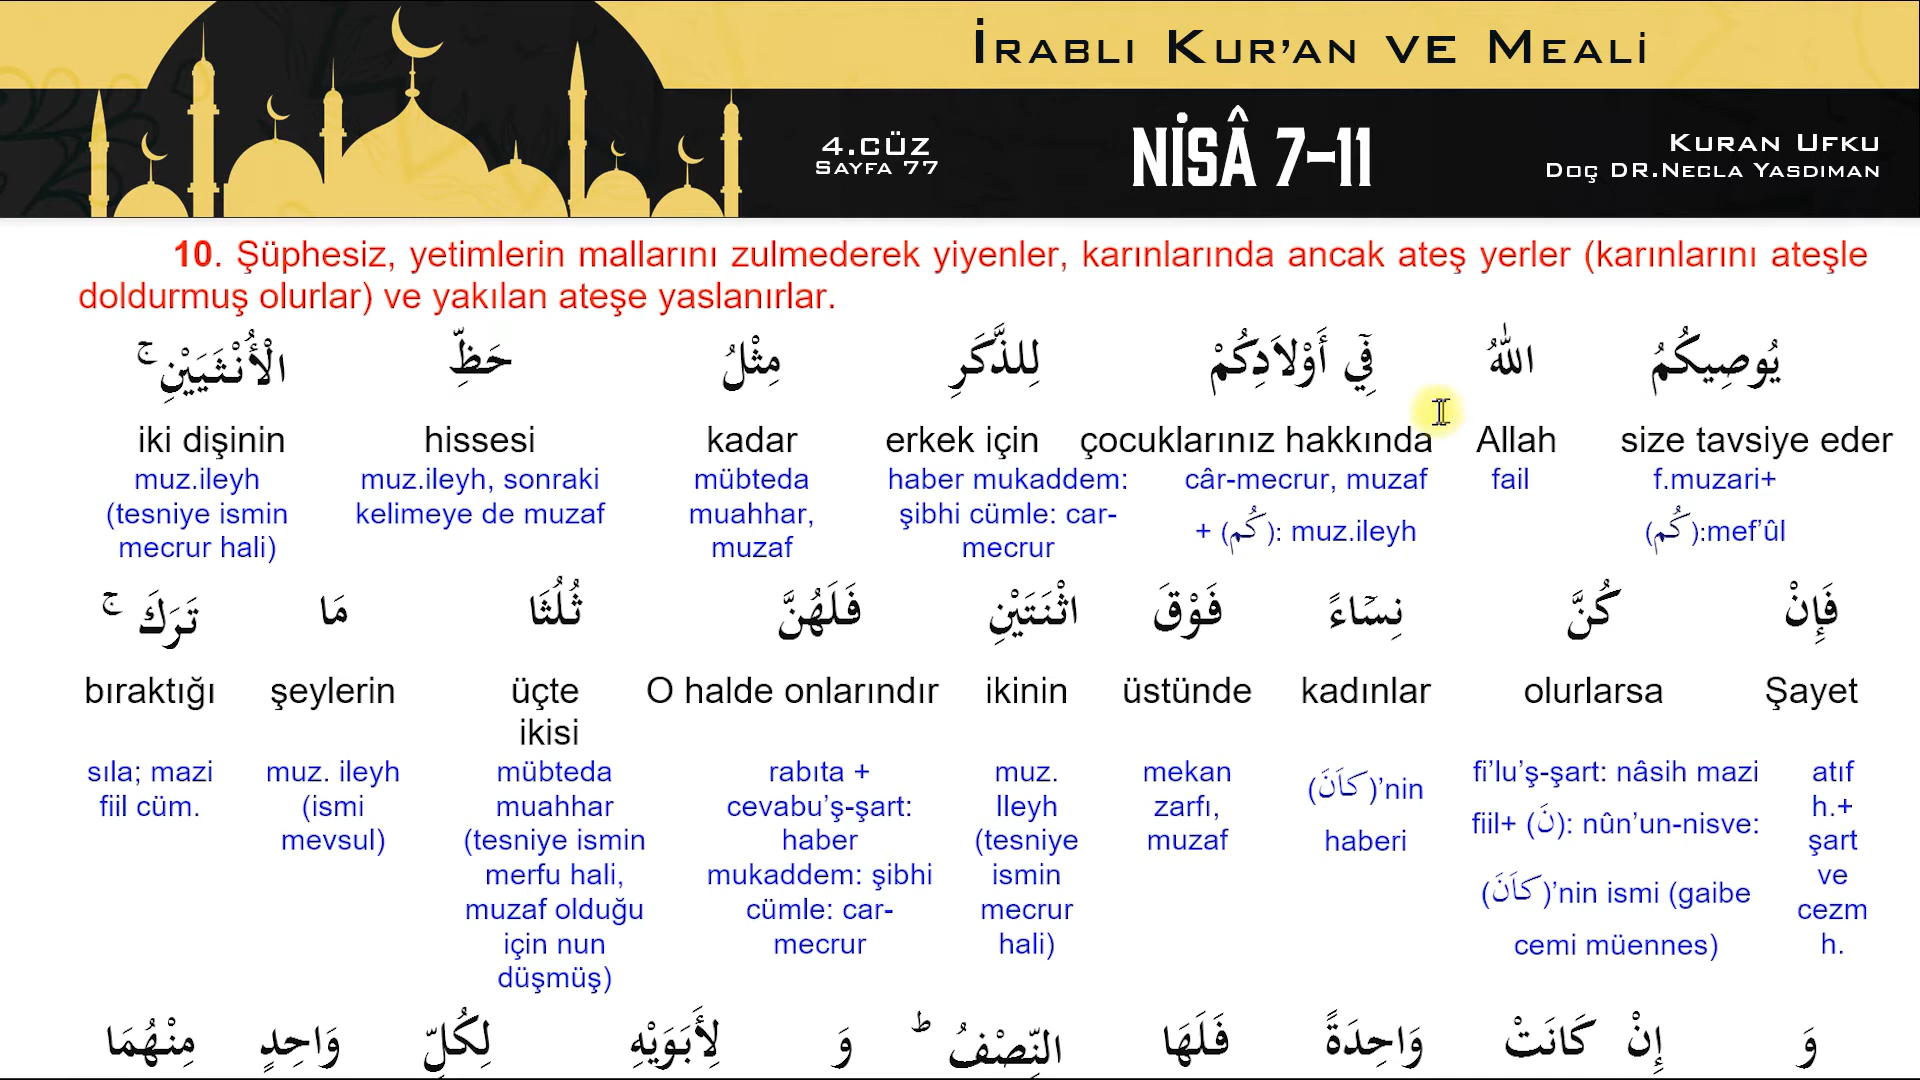 İRABLI KUR'AN VE MEALİ
4.CÜZ
SAYFA 77
NİSÂ 7-11
KURAN UFKU
DOÇ DR.NECLA YASDIMAN
10. Şüphesiz, yetimlerin mallarını zulmederek yiyenler, karınlarında ancak ateş yerler (karınlarını ateşle
doldurmuş olurlar) ve yakılan ateşe yaslanırlar.
يُوصِيكُمُ اللّٰهُ فِٓي أَوْلاَدِكُمْ لِلذَّكَرِ مِثْلُ حَظِّ الْأُنْثَيَيْنِ ۚ
size tavsiye eder Allah çocuklarınız hakkında erkek için kadar hissesi iki dişinin
f.muzari+ fail câr-mecrur, muzaf haber mukaddem: mübteda muz.ileyh, sonraki muz.ileyh
(كُم):mef'ûl + (كُم): muz.ileyh şibhi cümle: car- muahhar, kelimeye de muzaf (tesniye ismin
mecrur muzaf mecrur hali)
فَإِنْ كُنَّ نِسَٓاءً فَوْقَ اثْنَتَيْنِ فَلَهُنَّ ثُلُثَا مَا تَرَكَ ۚ
Şayet olurlarsa kadınlar üstünde ikinin O halde onlarındır üçte şeylerin bıraktığı
ikisi
atıf fi'lu'ş-şart: nâsih mazi (كاَنَ)'nin mekan muz. rabıta + mübteda muz. ileyh sıla; mazi
h.+ fiil+ (نَ): nûn'un-nisve: haberi zarfı, lleyh cevabu'ş-şart: muahhar (ismi fiil cüm.
şart (كاَنَ)'nin ismi (gaibe muzaf (tesniye haber (tesniye ismin mevsul)
ve cemi müennes) ismin mukaddem: şibhi merfu hali,
cezm mecrur cümle: car- muzaf olduğu
h. hali) mecrur için nun
düşmüş)
وَ إِنْ كَانَتْ وَاحِدَةً فَلَهَا النِّصْفُ ۜ وَ لِأَبَوَيْهِ لِكُلِّ وَاحِدٍ مِنْهُمَا